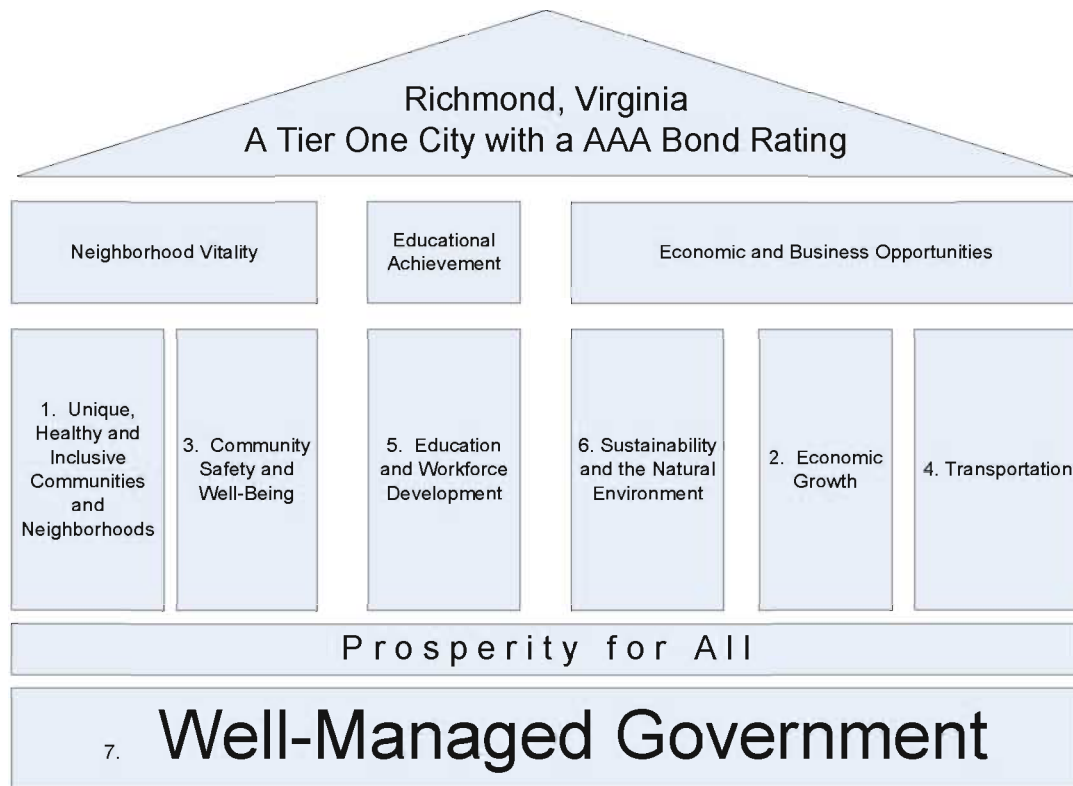 Richmond, Virginia
A Tier One City with a AAA Bond Rating
Neighborhood Vitality
Educational
Achievement
Economic and Business Opportunities
1. Unique,
Healthy and
Inclusive
Communities
and
Neighborhoods
3. Community
Safety and
Well-Being
5. Education
and Workforce
Development
6. Sustainability
and the Natural
Environment
2. Economic
Growth
4. Transportation
Prosperity for All
7. Well-Managed Government